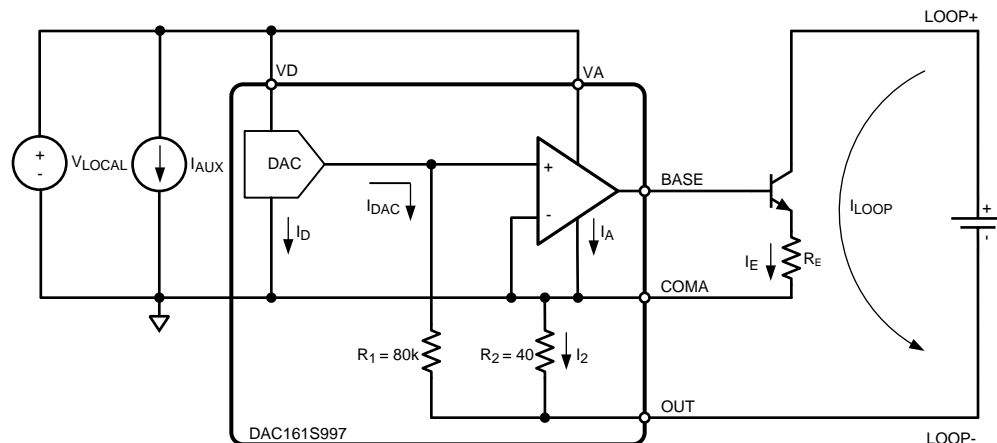 LOOP+
VD
VA
+
-
VLOCAL
IAUX
DAC
+
-
BASE
IDAC
ILOOP
+
-
ID
IA
IE
RE
COMA
R1 = 80k
R2 = 40
I2
OUT
DAC161S997
LOOP-